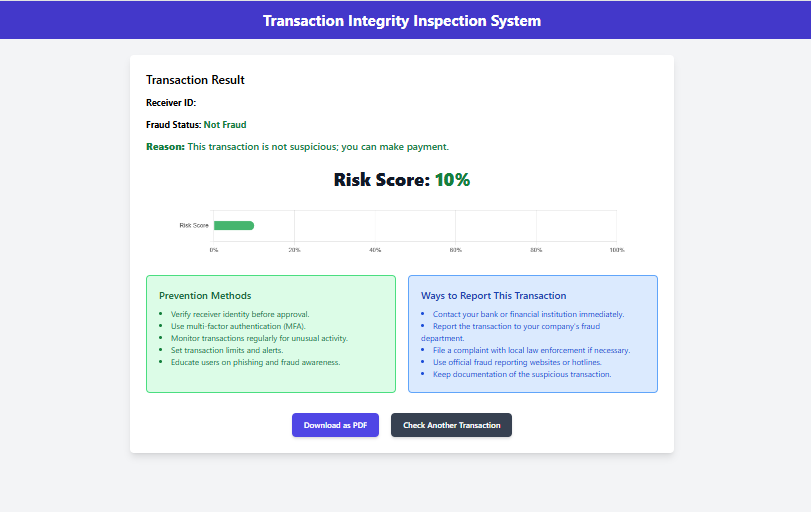 Transaction Integrity Inspection System
Transaction Result
Receiver ID:
Fraud Status: Not Fraud
Reason: This transaction is not suspicious; you can make payment.
Risk Score: 10%
Risk Score
0% 20% 40% 60% 80% 100%
Prevention Methods
• Verify receiver identity before approval.
• Use multi-factor authentication (MFA).
• Monitor transactions regularly for unusual activity.
• Set transaction limits and alerts.
• Educate users on phishing and fraud awareness.
Ways to Report This Transaction
• Contact your bank or financial institution immediately.
• Report the transaction to your company's fraud
department.
• File a complaint with local law enforcement if necessary.
• Use official fraud reporting websites or hotlines.
• Keep documentation of the suspicious transaction.
Download as PDF
Check Another Transaction